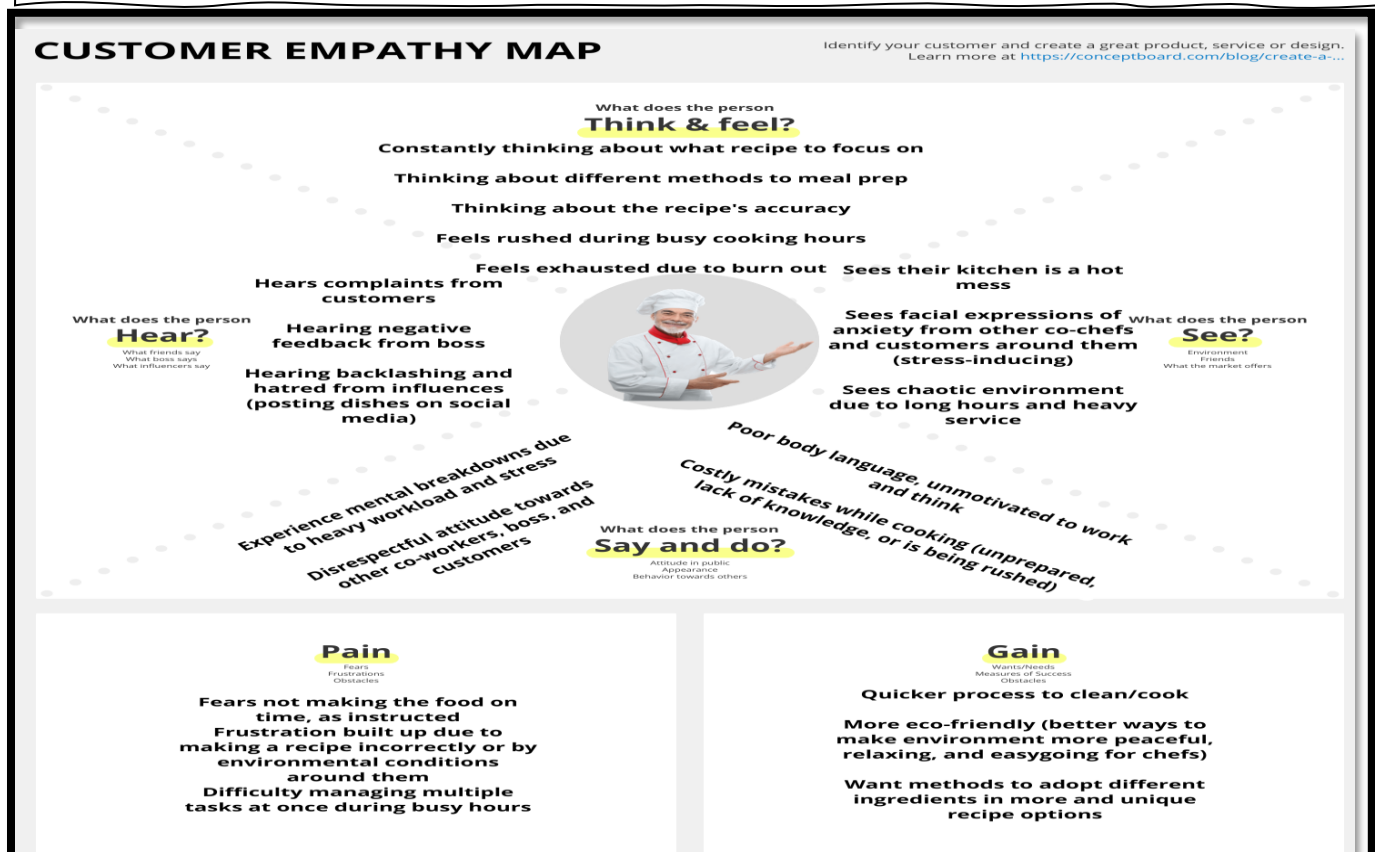 CUSTOMER EMPATHY MAP
Identify your customer and create a great product, service or design.
Learn more at https://conceptboard.com/blog/create-a-...
What does the person
Think & feel?
Constantly thinking about what recipe to focus on
Thinking about different methods to meal prep
Thinking about the recipe's accuracy
Feels rushed during busy cooking hours
Feels exhausted due to burn out
What does the person
Hear?
What friends say
What boss says
What influencers say
Hears complaints from
customers
Hearing negative
feedback from boss
Hearing backlashing and
hatred from influences
(posting dishes on social
media)
Sees their kitchen is a hot
mess
Sees facial expressions of
anxiety from other co-chefs
and customers around them
(stress-inducing)
Sees chaotic environment
due to long hours and heavy
service
What does the person
See?
Environment
Friends
What the market offers
Experience mental breakdowns due
to heavy workload and stress
Disrespectful attitude towards
other co-workers, boss, and
customers
What does the person
Say and do?
Attitude in public
Appearance
Behavior towards others
Poor body language, unmotivated to work
and think
Costly mistakes while cooking (unprepared,
lack of knowledge, or is being rushed)
Pain
Fears
Frustrations
Obstacles
Fears not making the food on
time, as instructed
Frustration built up due to
making a recipe incorrectly or by
environmental conditions
around them
Difficulty managing multiple
tasks at once during busy hours
Gain
Wants/Needs
Measures of Success
Obstacles
Quicker process to clean/cook
More eco-friendly (better ways to
make environment more peaceful,
relaxing, and easygoing for chefs)
Want methods to adopt different
ingredients in more and unique
recipe options